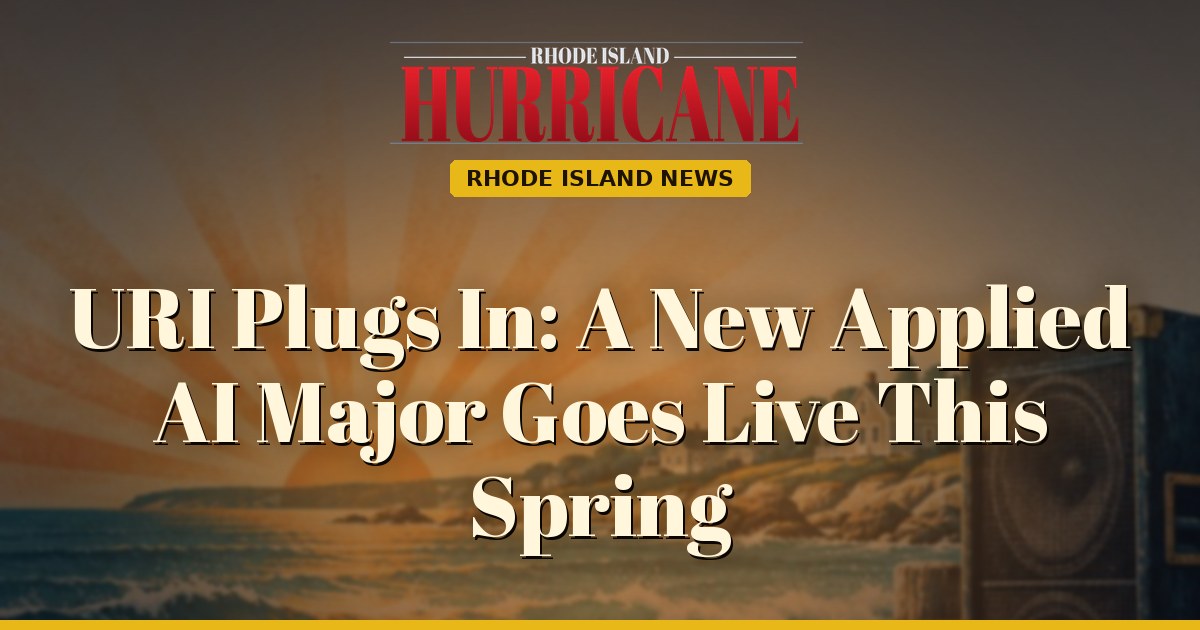 RHODE ISLAND
HURRICANE
RHODE ISLAND NEWS
URI Plugs In: A New Applied
AI Major Goes Live This
Spring